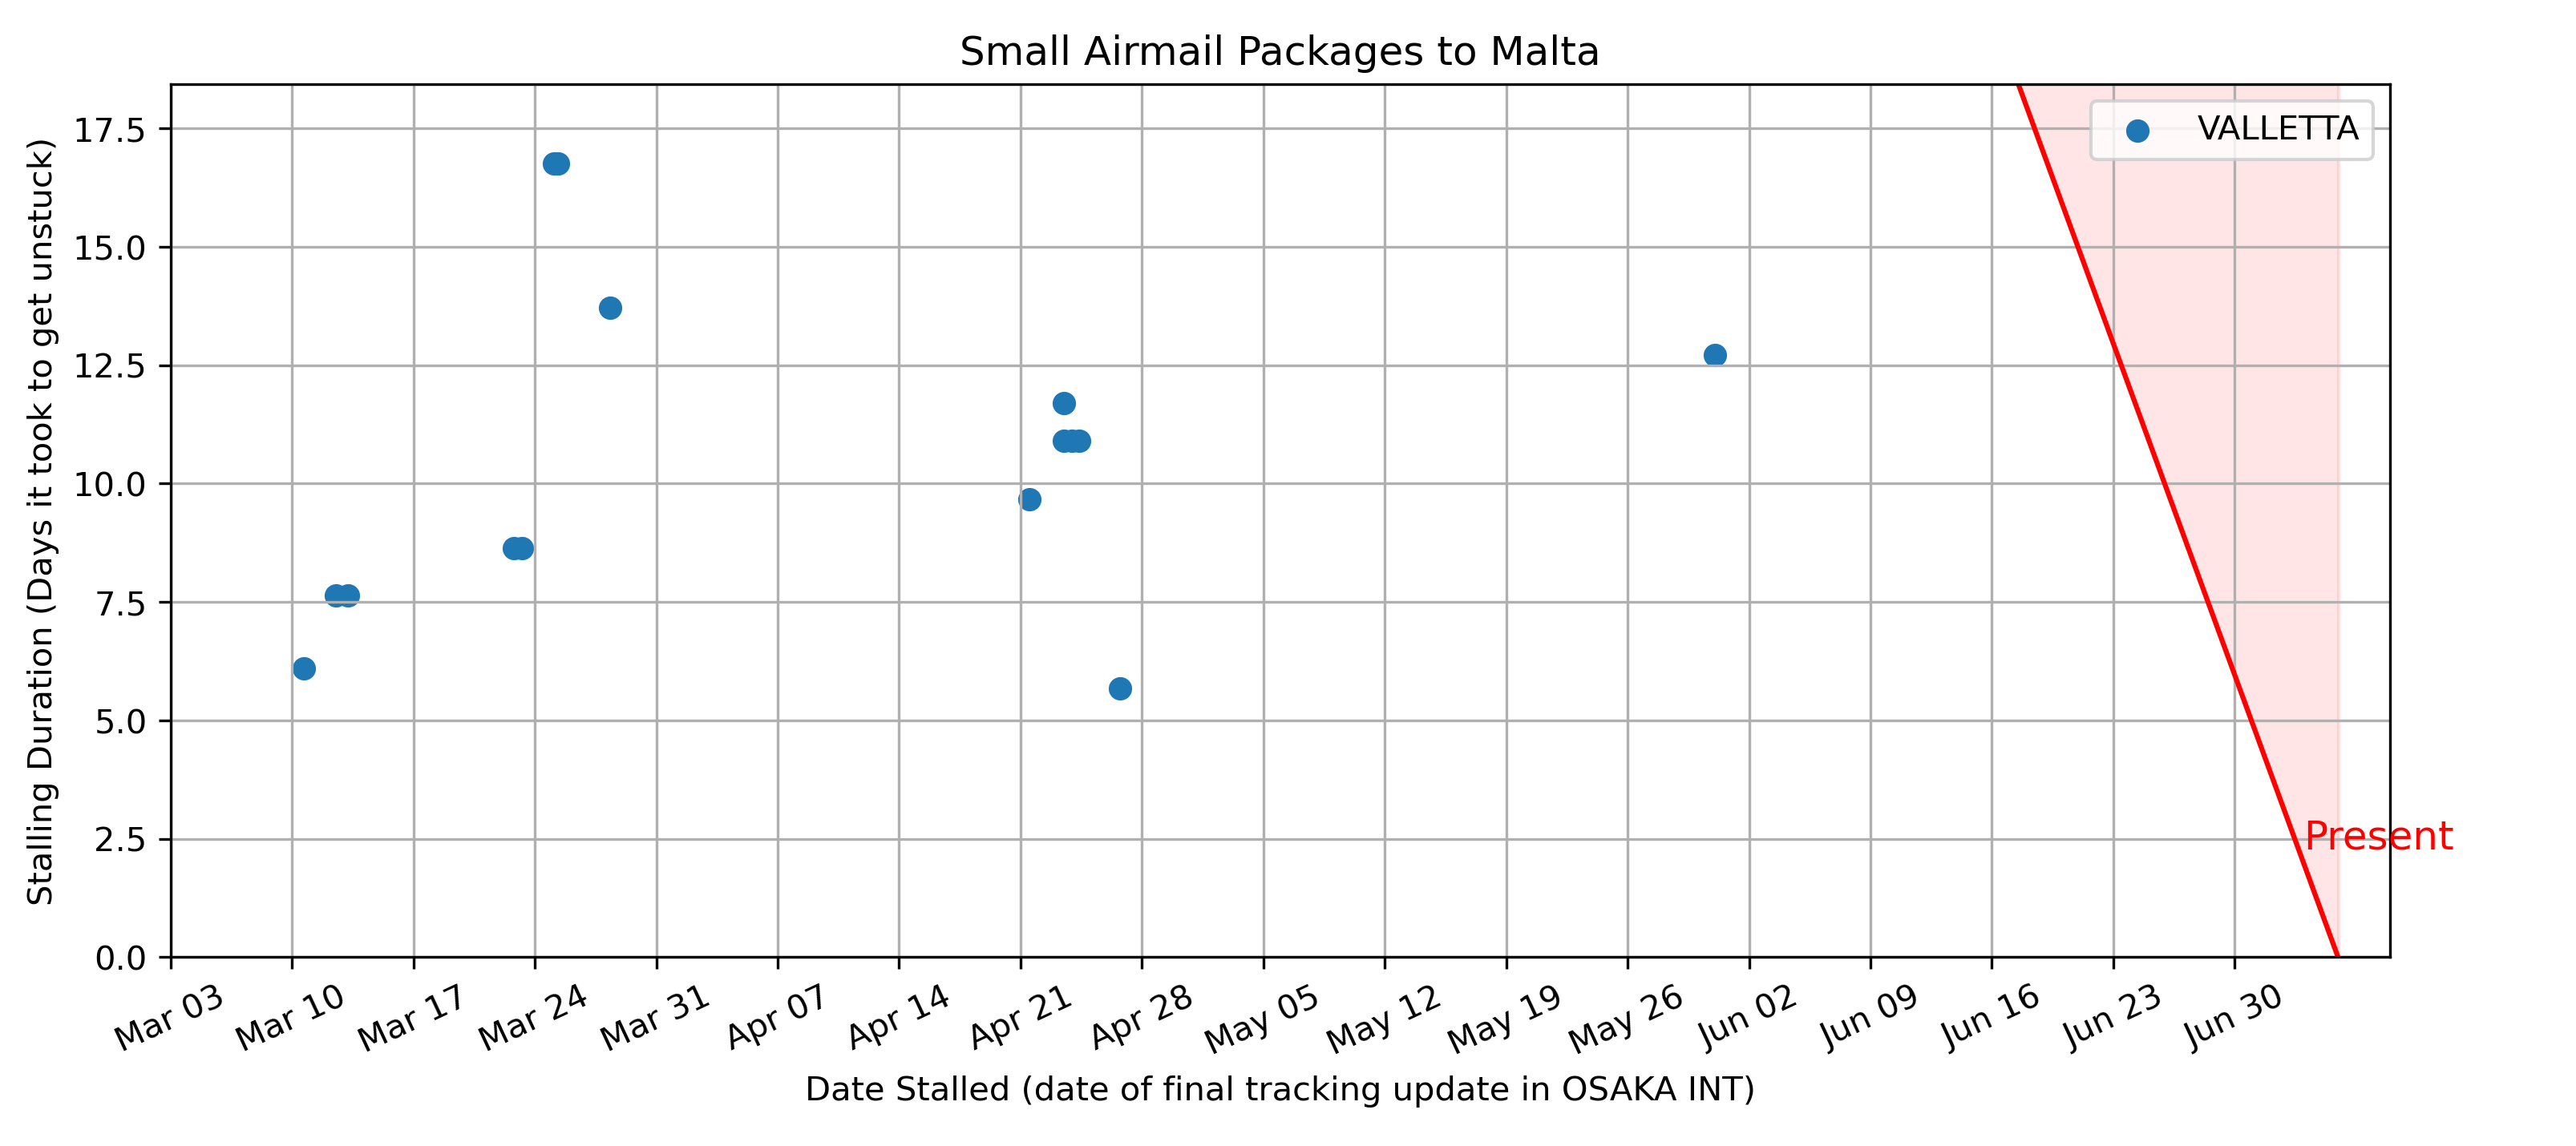 Small Airmail Packages to Malta
VALLETTA
Stalling Duration (Days it took to get unstuck)
17.5
15.0
12.5
10.0
7.5
5.0
2.5
0.0
Present
Mar 03
Mar 10
Mar 17
Mar 24
Mar 31
Apr 07
Apr 14
Apr 21
Apr 28
May 05
May 12
May 19
May 26
Jun 02
Jun 09
Jun 16
Jun 23
Jun 30
Date Stalled (date of final tracking update in OSAKA INT)